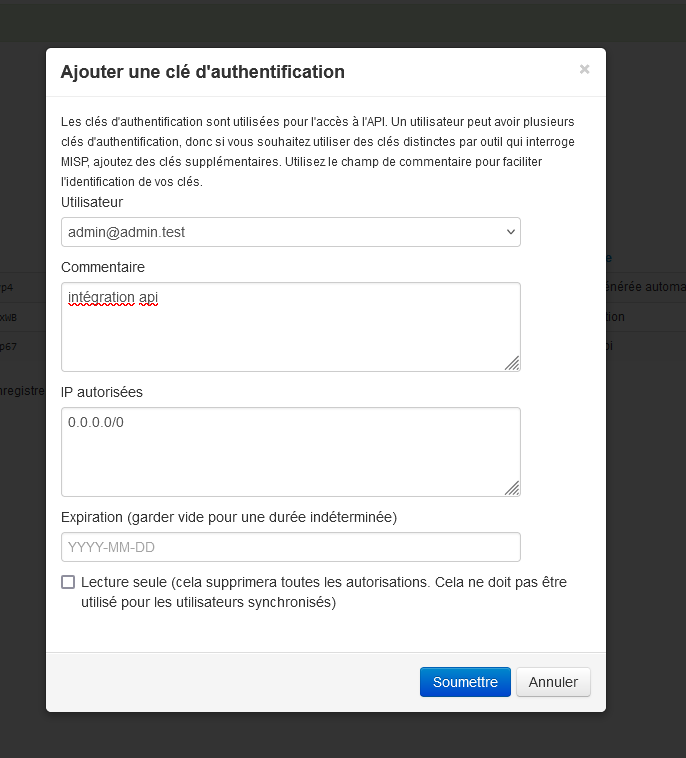 Ajouter une clé d'authentification
×
Les clés d'authentification sont utilisées pour l'accès à l'API. Un utilisateur peut avoir plusieurs
clés d'authentification, donc si vous souhaitez utiliser des clés distinctes par outil qui interroge
MISP, ajoutez des clés supplémentaires. Utilisez le champ de commentaire pour faciliter
l'identification de vos clés.
Utilisateur
admin@admin.test
Commentaire
intégration api
IP autorisées
0.0.0.0/0
Expiration (garder vide pour une durée indéterminée)
YYYY-MM-DD
Lecture seule (cela supprimera toutes les autorisations. Cela ne doit pas être
utilisé pour les utilisateurs synchronisés)
Soumettre
Annuler